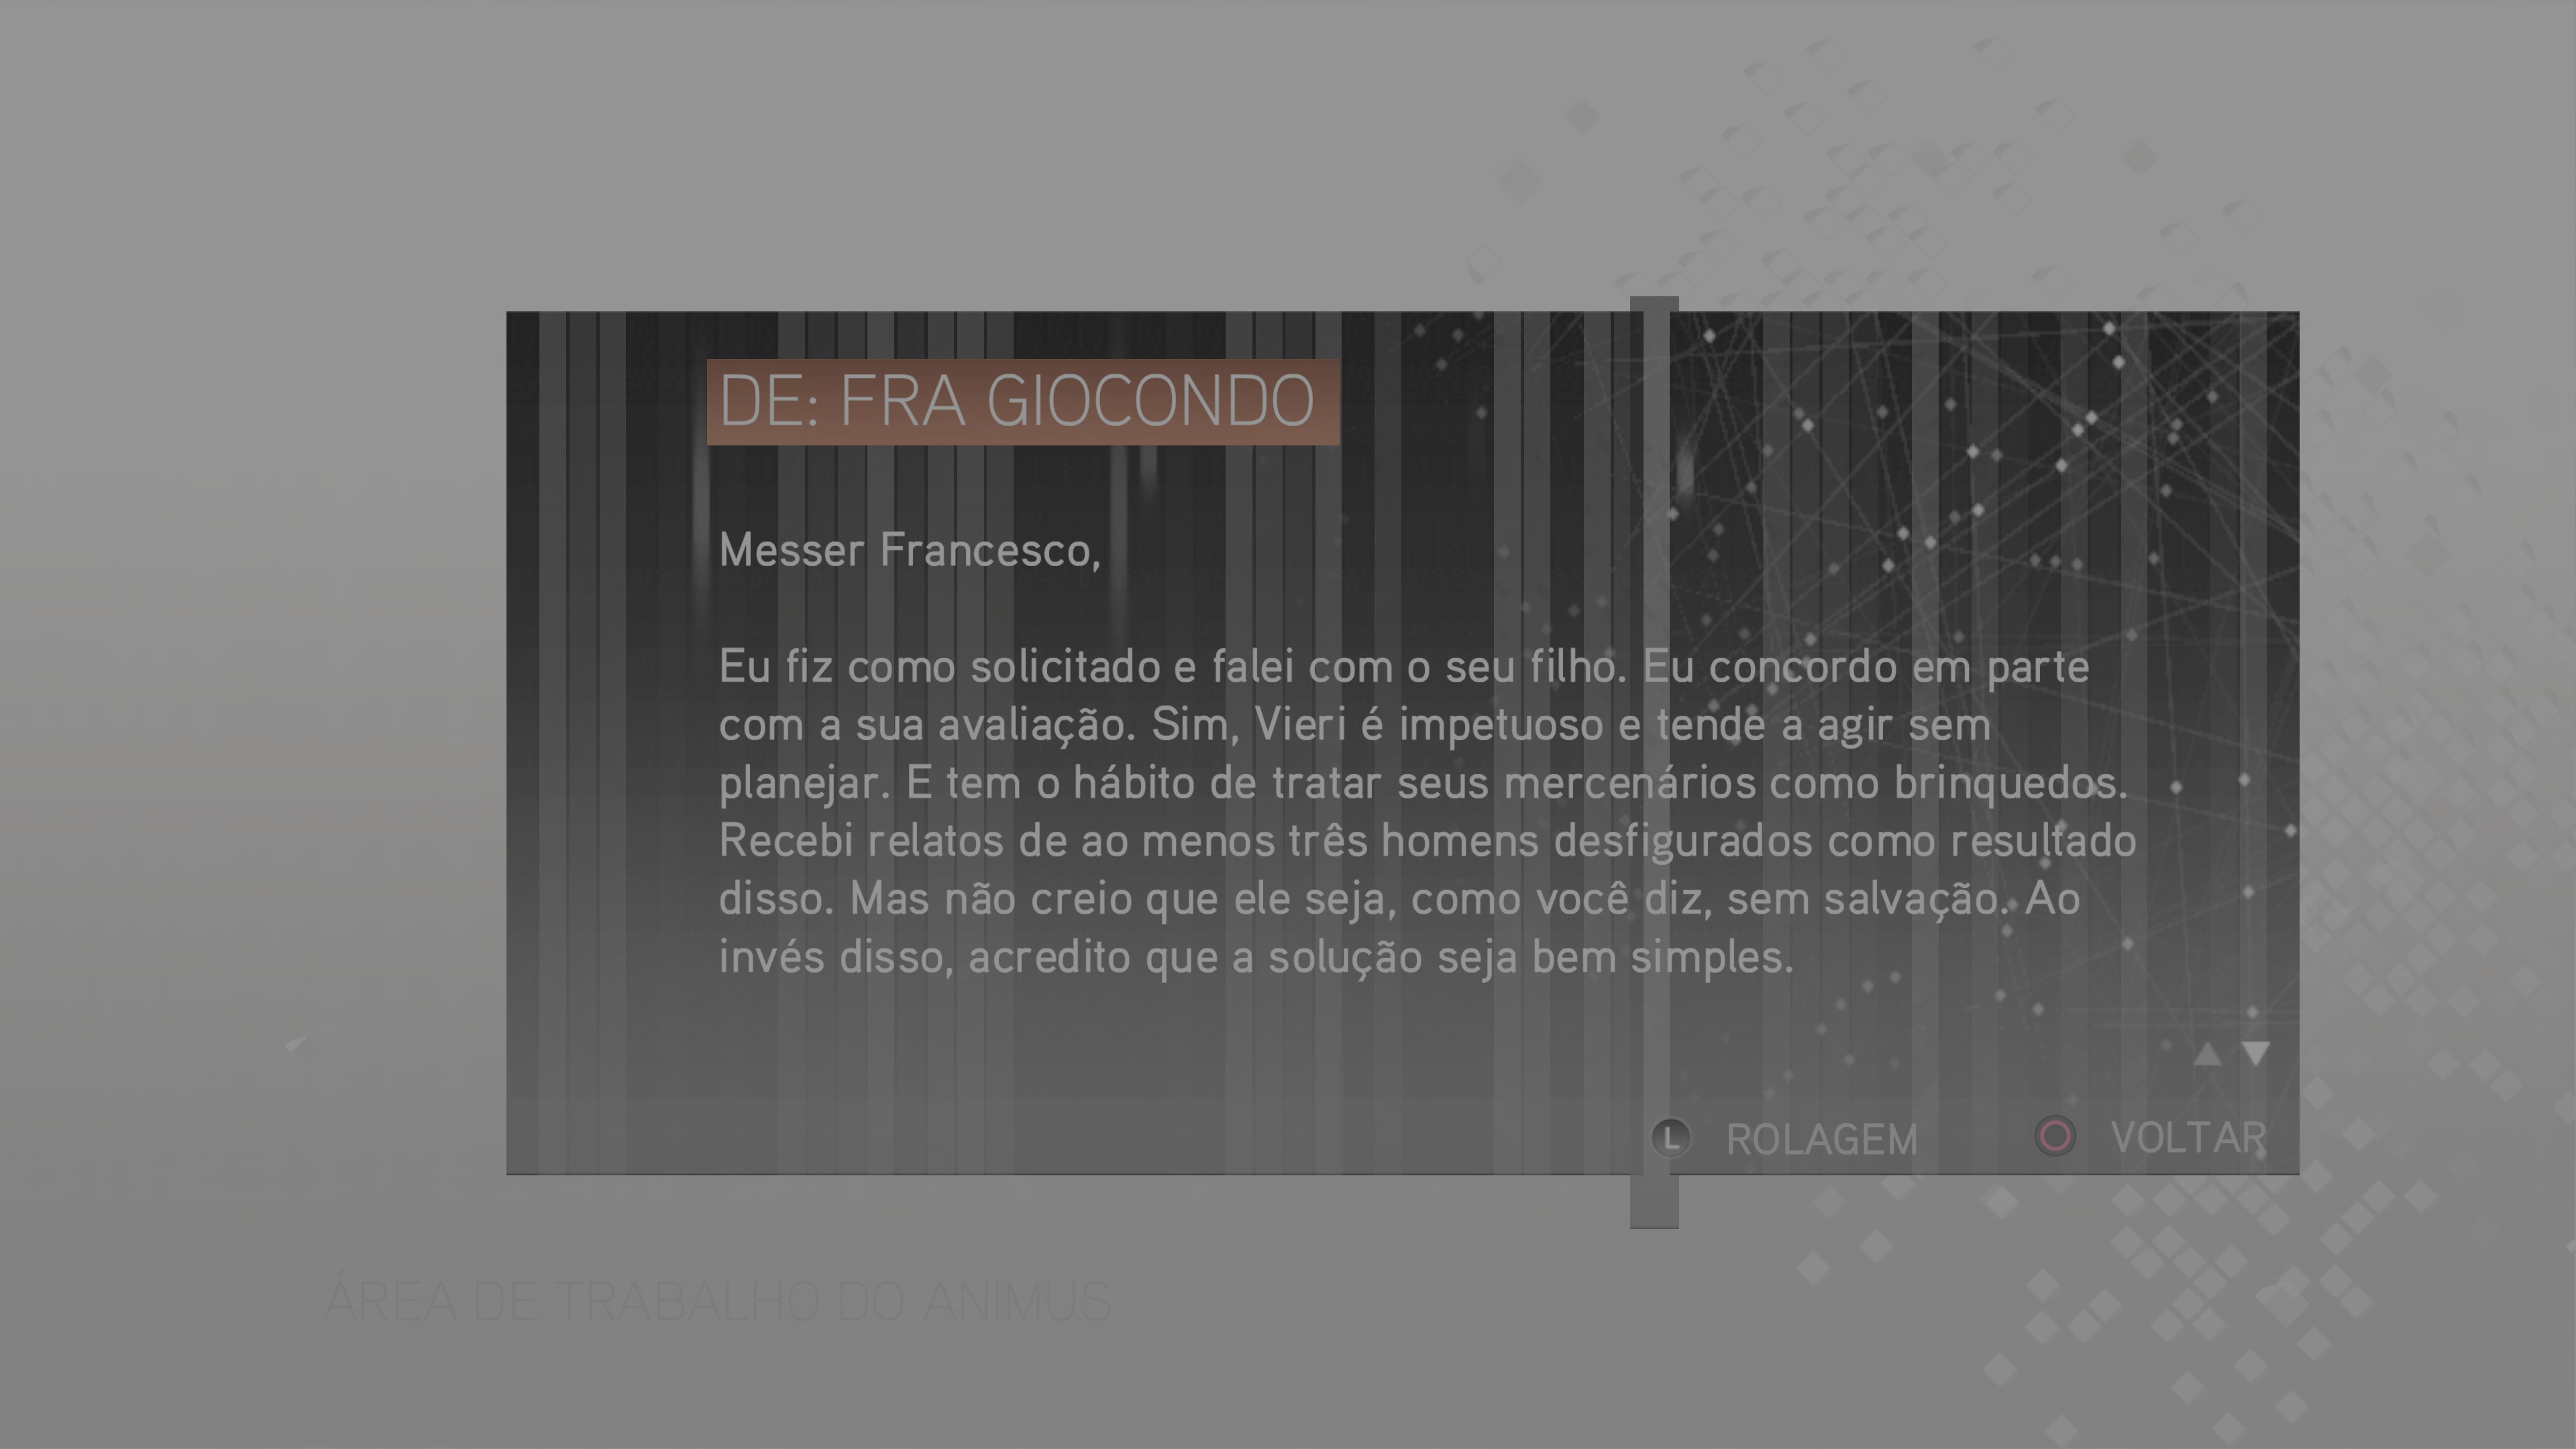 DE: FRA GIOCONDO
Messer Francesco,
Eu fiz como solicitado e falei com o seu filho. Eu concordo em parte
com a sua avaliação. Sim, Vieri é impetuoso e tende a agir sem
planejar. E tem o hábito de tratar seus mercenários como brinquedos.
Recebi relatos de ao menos três homens desfigurados como resultado
disso. Mas não creio que ele seja, como você diz, sem salvação. Ao
invés disso, acredito que a solução seja bem simples.
L ROLAGEM VOLTAR
ÁREA DE TRABALHO DO ANIMUS